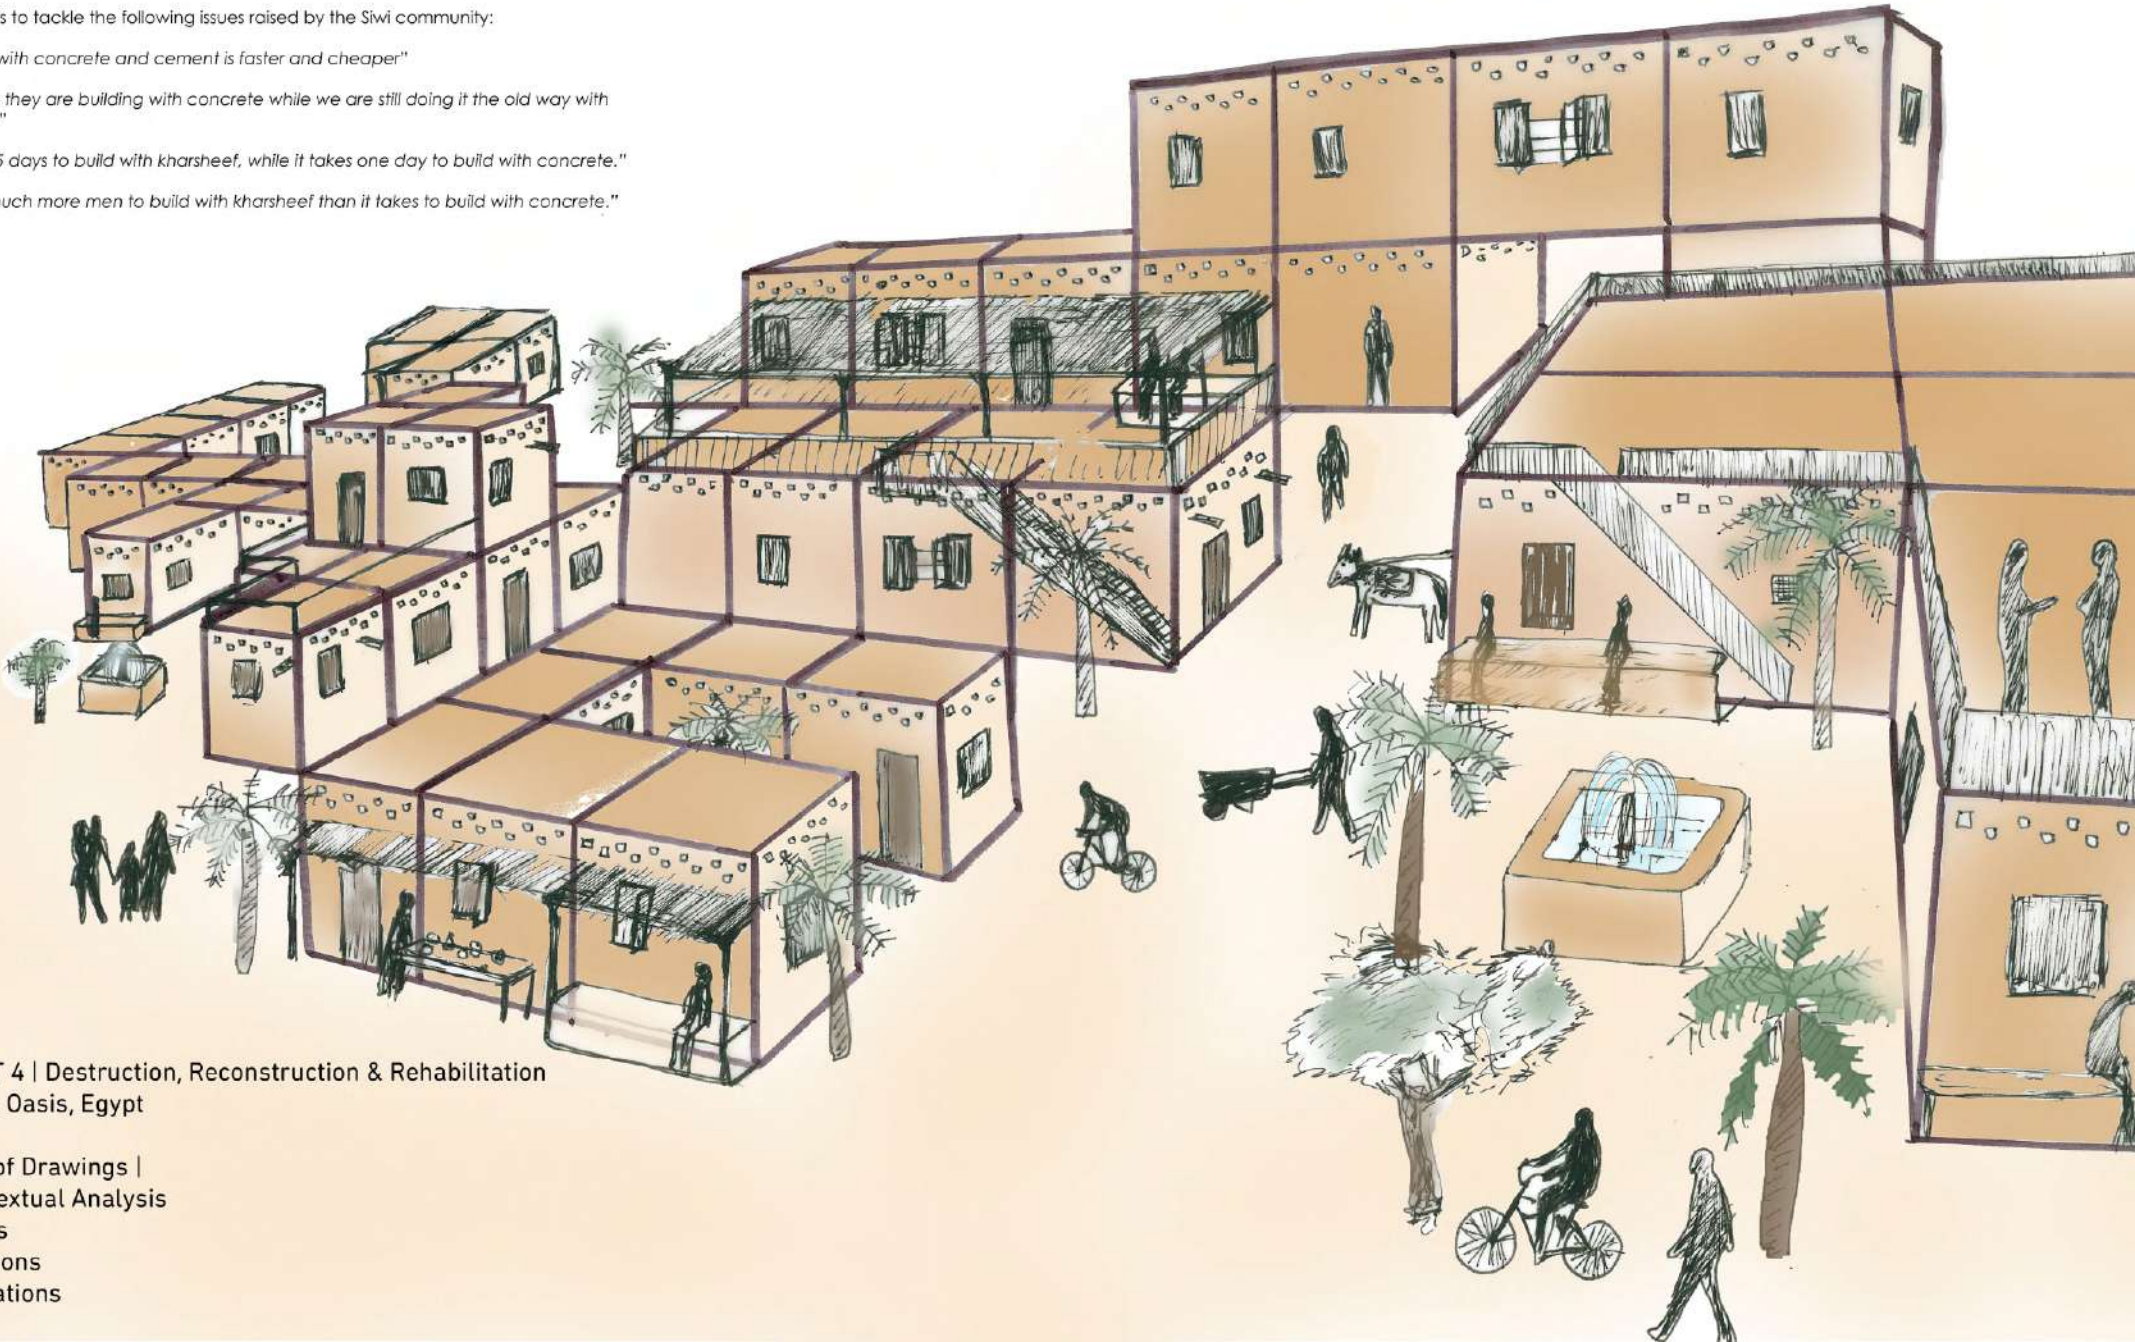 s to tackle the following issues raised by the Siwi community:
with concrete and cement is faster and cheaper"
they are building with concrete while we are still doing it the old way with
"
5 days to build with kharsheef, while it takes one day to build with concrete."
uch more men to build with kharsheef than it takes to build with concrete."
T 4 | Destruction, Reconstruction & Rehabilitation
Oasis, Egypt
of Drawings |
extual Analysis
s
ons
ations